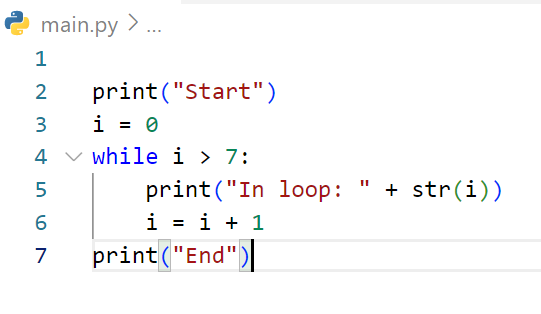 main.py > ...
1
2 print("Start")
3 i = 0
4 while i > 7:
5     print("In loop: " + str(i))
6     i = i + 1
7 print("End")